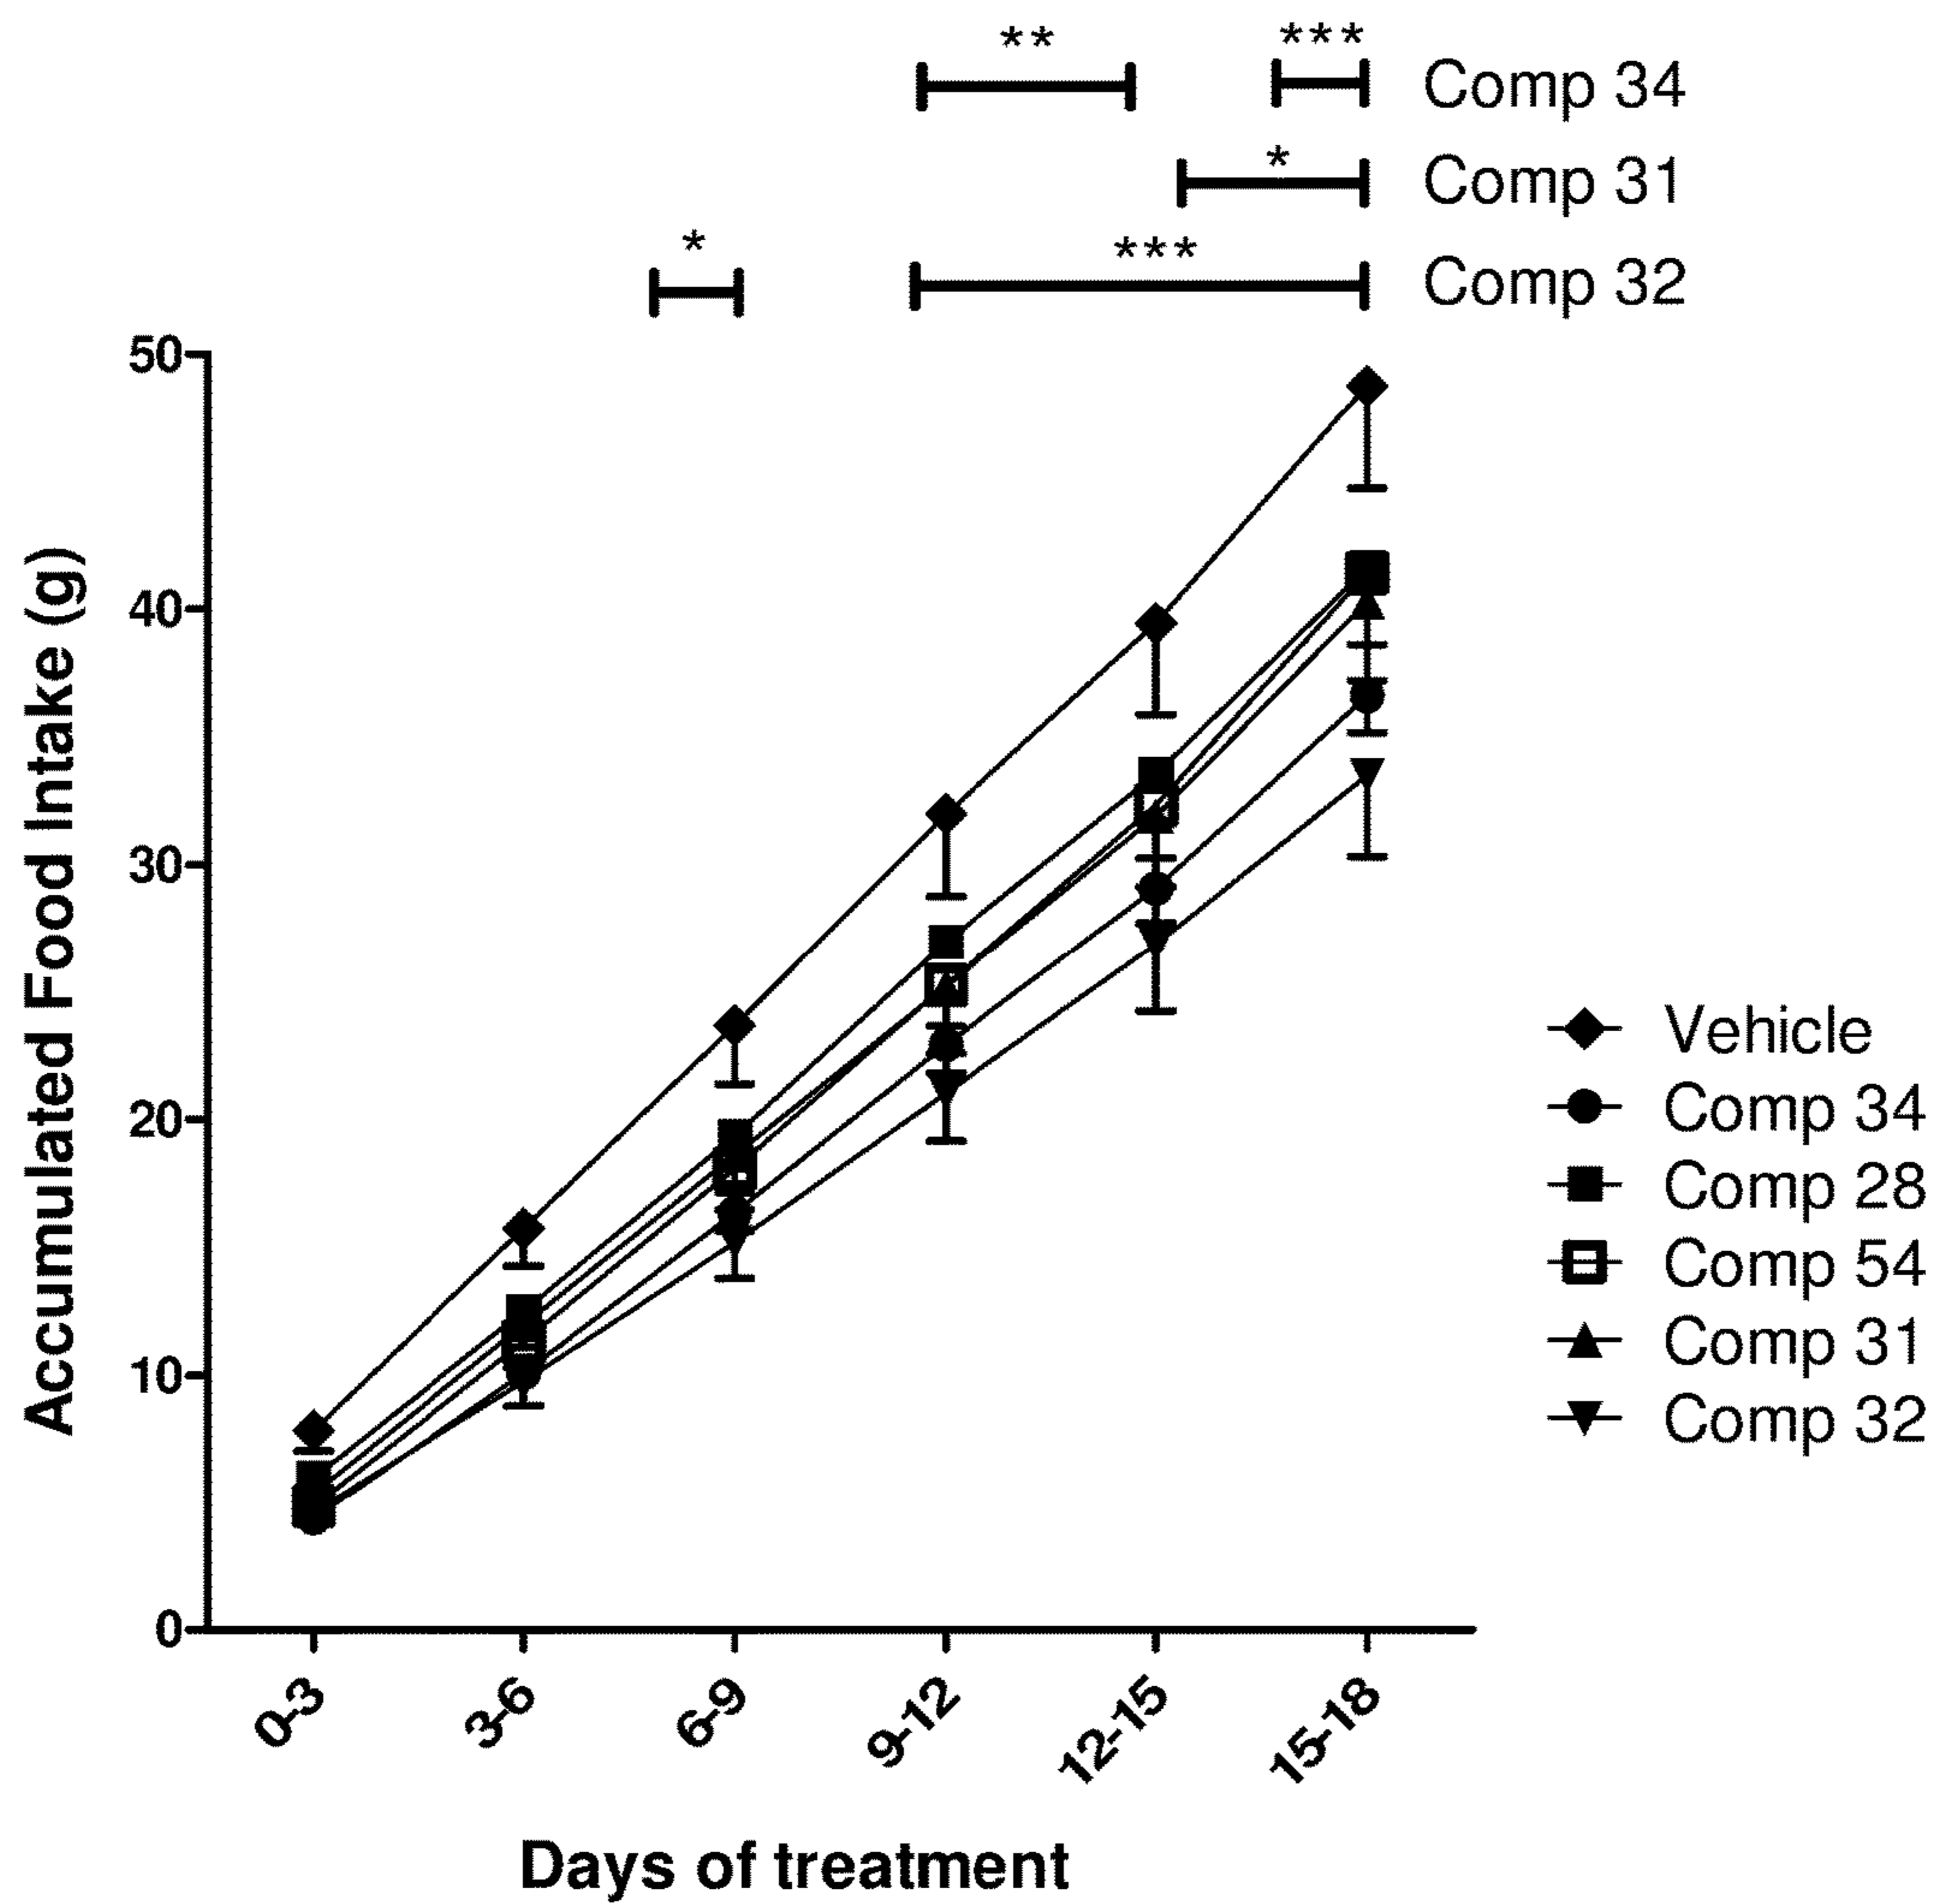 ** ***
Comp 34
*
Comp 31
* ***
Comp 32
50
40
30
20
10
0
Accumulated Food Intake (g)
0-3 3-6 6-9 9-12 12-15 15-18
Days of treatment
Vehicle
Comp 34
Comp 28
Comp 54
Comp 31
Comp 32